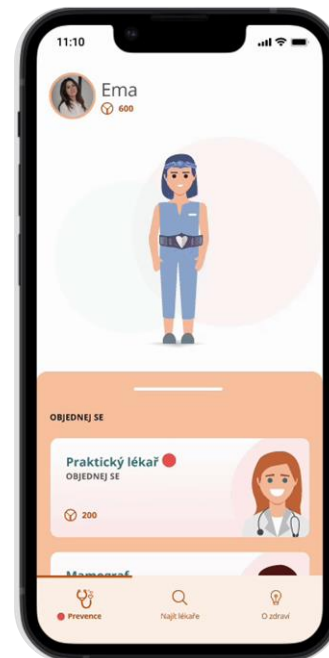 11:10
Ema
600
OBJEDNEJ SE
Praktický lékař
OBJEDNEJ SE
200
Mamograf
Prevence
Najít lékaře
O zdraví